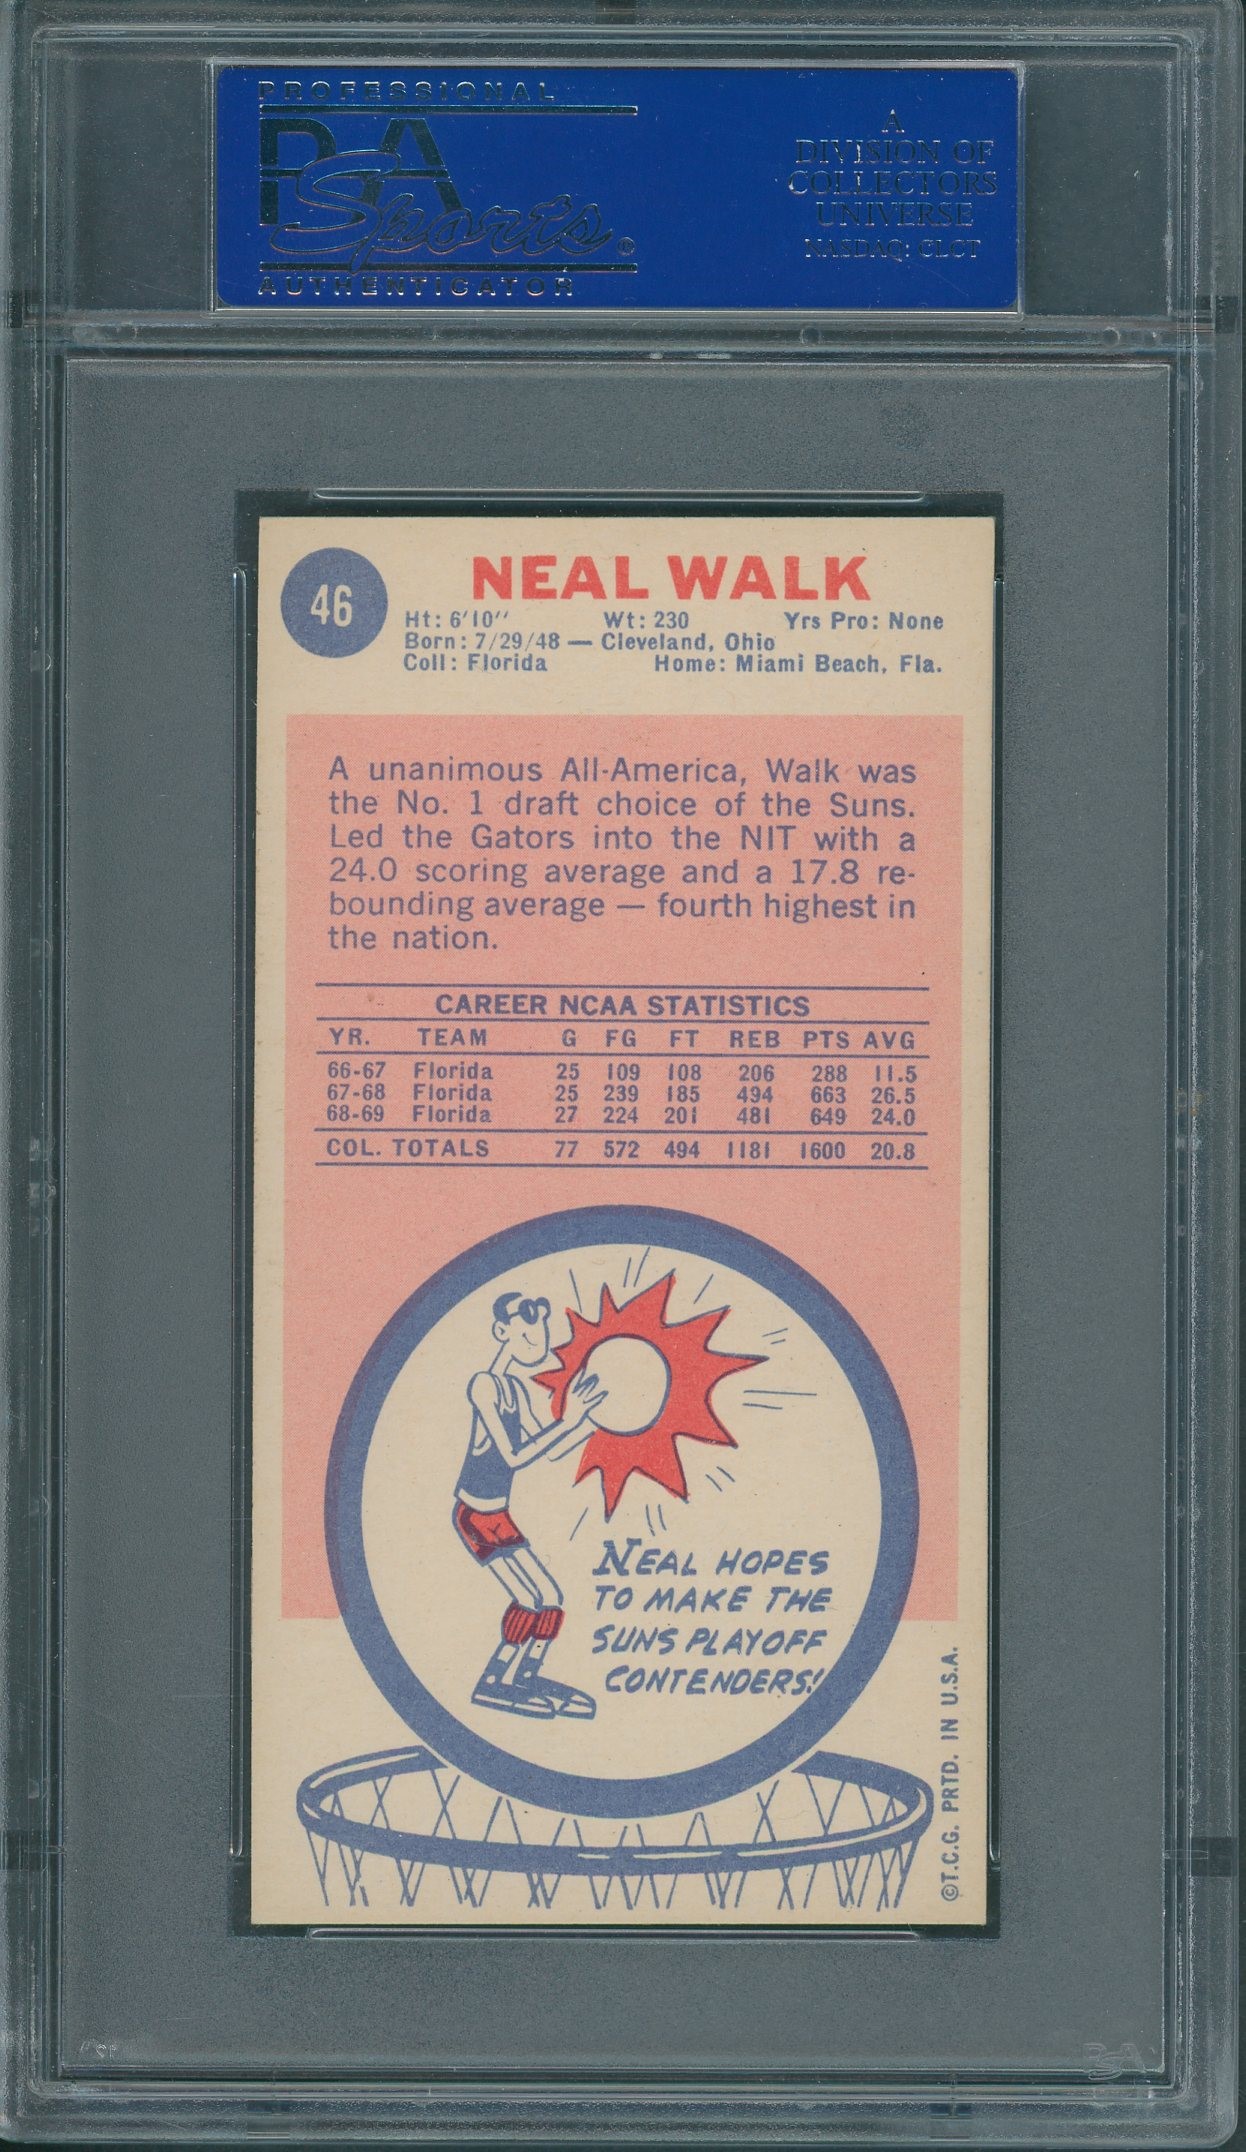 PROFESSIONAL
PSA
Sports®
AUTHENTICATOR
A
DIVISION OF
COLLECTORS
UNIVERSE
NASDAQ: CLCT
46
NEAL WALK
Ht: 6'10" Wt: 230 Yrs Pro: None
Born: 7/29/48 — Cleveland, Ohio
Coll: Florida Home: Miami Beach, Fla.
A unanimous All-America, Walk was
the No. 1 draft choice of the Suns.
Led the Gators into the NIT with a
24.0 scoring average and a 17.8 re-
bounding average — fourth highest in
the nation.
CAREER NCAA STATISTICS
YR. TEAM G FG FT REB PTS AVG
66-67 Florida 25 109 108 206 288 11.5
67-68 Florida 25 239 185 494 663 26.5
68-69 Florida 27 224 201 481 649 24.0
COL. TOTALS 77 572 494 1181 1600 20.8
NEAL HOPES
TO MAKE THE
SUNS PLAYOFF
CONTENDERS!
©T.C.G. PRTD. IN U.S.A.
PSA